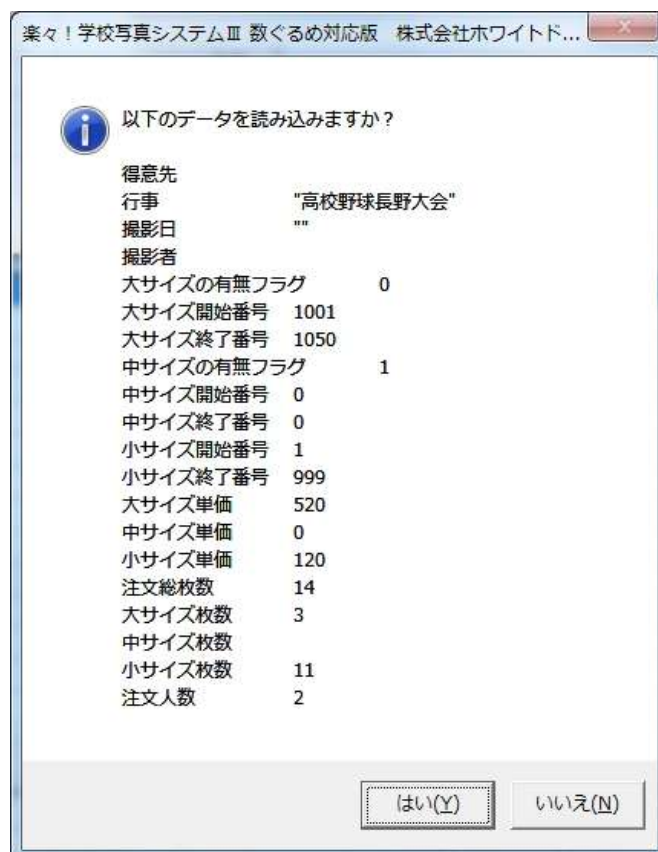 楽々！学校写真システムⅢ 数ぐるめ対応版　株式会社ホワイトド...
以下のデータを読み込みますか？
得意先
行事 "高校野球長野大会"
撮影日 ""
撮影者
大サイズの有無フラグ 0
大サイズ開始番号 1001
大サイズ終了番号 1050
中サイズの有無フラグ 1
中サイズ開始番号 0
中サイズ終了番号 0
小サイズ開始番号 1
小サイズ終了番号 999
大サイズ単価 520
中サイズ単価 0
小サイズ単価 120
注文総枚数 14
大サイズ枚数 3
中サイズ枚数
小サイズ枚数 11
注文人数 2
はい(Y) いいえ(N)